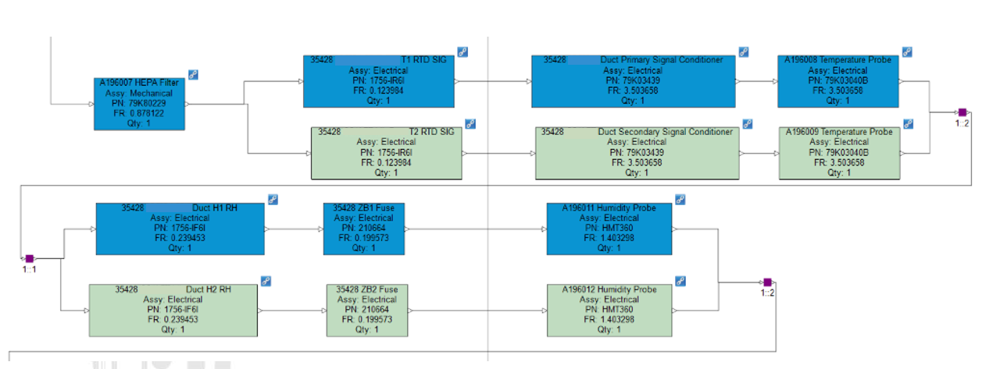 A196007 HEPA Filter
Assy: Mechanical
PN: 79K80229
FR: 0.878122
Qty: 1
35428 T1 RTD SIG
Assy: Electrical
PN: 1756-IR6I
FR: 0.123984
Qty: 1
35428 Duct Primary Signal Conditioner
Assy: Electrical
PN: 79K03439
FR: 3.503658
Qty: 1
A196008 Temperature Probe
Assy: Electrical
PN: 79K03040B
FR: 3.503658
Qty: 1
35428 T2 RTD SIG
Assy: Electrical
PN: 1756-IR6I
FR: 0.123984
Qty: 1
35428 Duct Secondary Signal Conditioner
Assy: Electrical
PN: 79K03439
FR: 3.503658
Qty: 1
A196009 Temperature Probe
Assy: Electrical
PN: 79K03040B
FR: 3.503658
Qty: 1
1::2
1::1
35428 Duct H1 RH
Assy: Electrical
PN: 1756-IF6I
FR: 0.239453
Qty: 1
35428 ZB1 Fuse
Assy: Electrical
PN: 210664
FR: 0.199573
Qty: 1
A196011 Humidity Probe
Assy: Electrical
PN: HMT360
FR: 1.403298
Qty: 1
35428 Duct H2 RH
Assy: Electrical
PN: 1756-IF6I
FR: 0.239453
Qty: 1
35428 ZB2 Fuse
Assy: Electrical
PN: 210664
FR: 0.199573
Qty: 1
A196012 Humidity Probe
Assy: Electrical
PN: HMT360
FR: 1.403298
Qty: 1
1::2